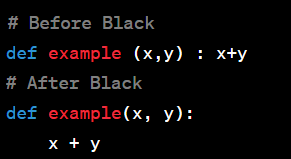 # Before Black
def example (x,y) : x+y
# After Black
def example(x, y):
    x + y